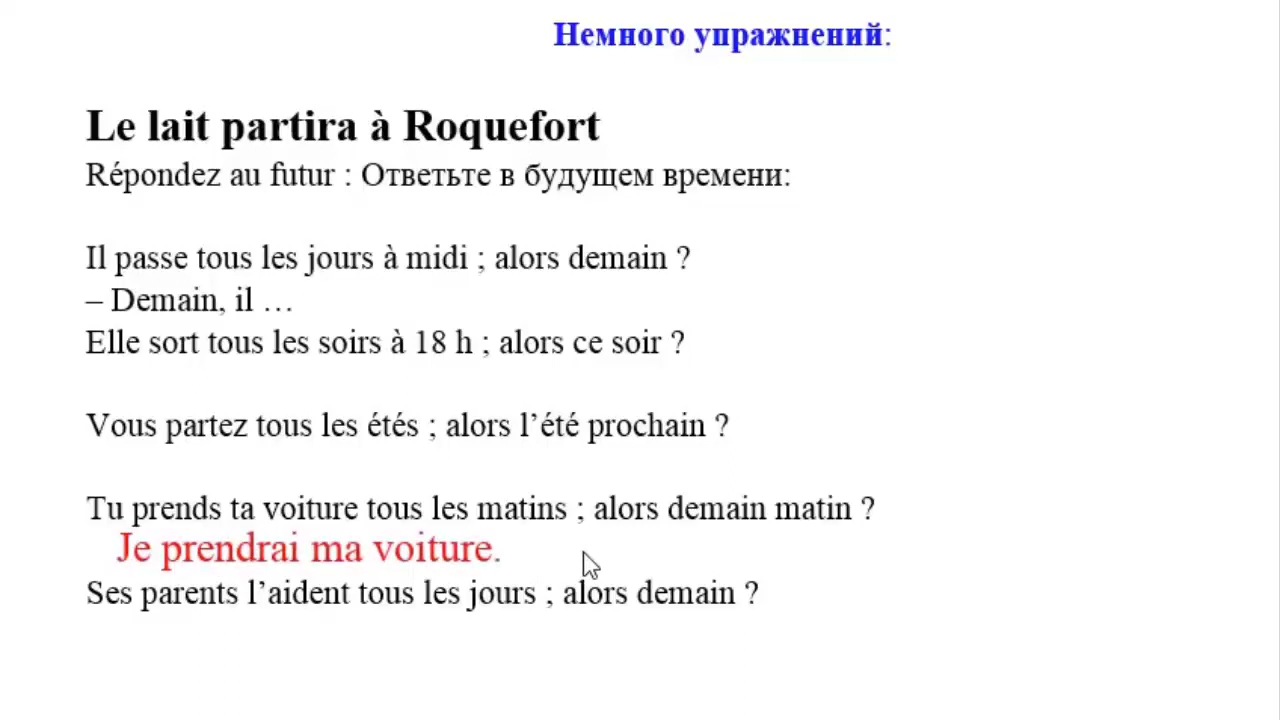 Немного упражнений:
Le lait partira à Roquefort
Répondez au futur : Ответьте в будущем времени:
Il passe tous les jours à midi ; alors demain ?
– Demain, il …
Elle sort tous les soirs à 18 h ; alors ce soir ?
Vous partez tous les étés ; alors l’été prochain ?
Tu prends ta voiture tous les matins ; alors demain matin ?
Je prendrai ma voiture.
Ses parents l’aident tous les jours ; alors demain ?